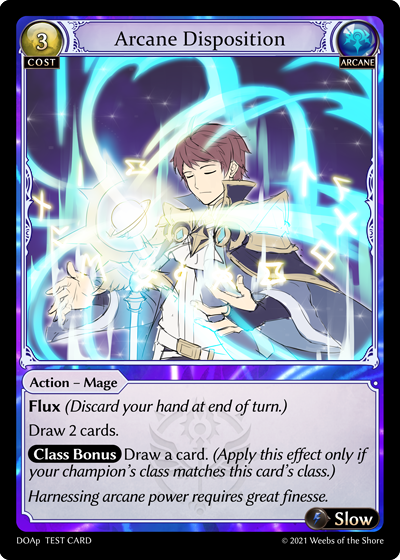 3
Arcane Disposition
COST
ARCANE
Action – Mage
Flux (Discard your hand at end of turn.)
Draw 2 cards.
Class Bonus Draw a card. (Apply this effect only if
your champion's class matches this card's class.)
Harnessing arcane power requires great finesse.
Slow
DOAp TEST CARD
© 2021 Weebs of the Shore